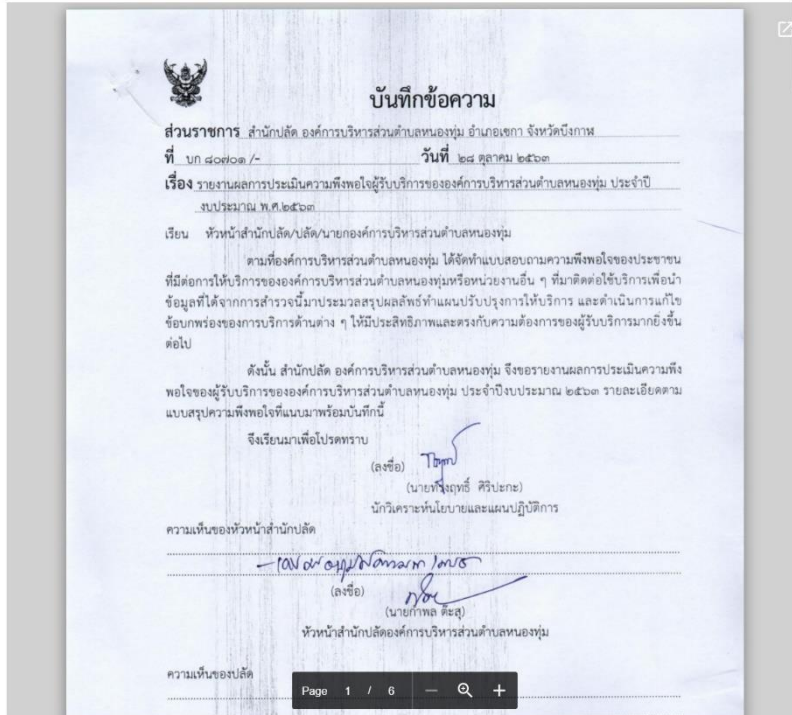 บันทึกข้อความ
ส่วนราชการ สำนักปลัด องค์การบริหารส่วนตำบลหนองทุ่ม อำเภอเซกา จังหวัดบึงกาฬ
ที่ บก ๘๐๗๐๑ /- วันที่ ๒๘ ตุลาคม ๒๕๖๓
เรื่อง รายงานผลการประเมินความพึงพอใจผู้รับบริการขององค์การบริหารส่วนตำบลหนองทุ่ม ประจำปี
งบประมาณ พ.ศ.๒๕๖๓
เรียน หัวหน้าสำนักปลัด/ปลัด/นายกองค์การบริหารส่วนตำบลหนองทุ่ม
ตามที่องค์การบริหารส่วนตำบลหนองทุ่ม ได้จัดทำแบบสอบถามความพึงพอใจของประชาชน
ที่มีต่อการให้บริการขององค์การบริหารส่วนตำบลหนองทุ่มหรือหน่วยงานอื่น ๆ ที่มาติดต่อใช้บริการเพื่อนำ
ข้อมูลที่ได้จากการสำรวจนี้มาประมวลสรุปผลลัพธ์ทำแผนปรับปรุงการให้บริการ และดำเนินการแก้ไข
ข้อบกพร่องของการบริการด้านต่าง ๆ ให้มีประสิทธิภาพและตรงกับความต้องการของผู้รับบริการมากยิ่งขึ้น
ต่อไป
ดังนั้น สำนักปลัด องค์การบริหารส่วนตำบลหนองทุ่ม จึงขอรายงานผลการประเมินความพึง
พอใจของผู้รับบริการขององค์การบริหารส่วนตำบลหนองทุ่ม ประจำปีงบประมาณ ๒๕๖๓ รายละเอียดตาม
แบบสรุปความพึงพอใจที่แนบมาพร้อมบันทึกนี้
จึงเรียนมาเพื่อโปรดทราบ
(ลงชื่อ)
(นายทรงฤทธิ์ ศิริปะกะ)
นักวิเคราะห์นโยบายและแผนปฏิบัติการ
ความเห็นของหัวหน้าสำนักปลัด
(ลงชื่อ)
(นายกำพล ต๊ะสุ)
หัวหน้าสำนักปลัดองค์การบริหารส่วนตำบลหนองทุ่ม
ความเห็นของปลัด
Page 1 / 6